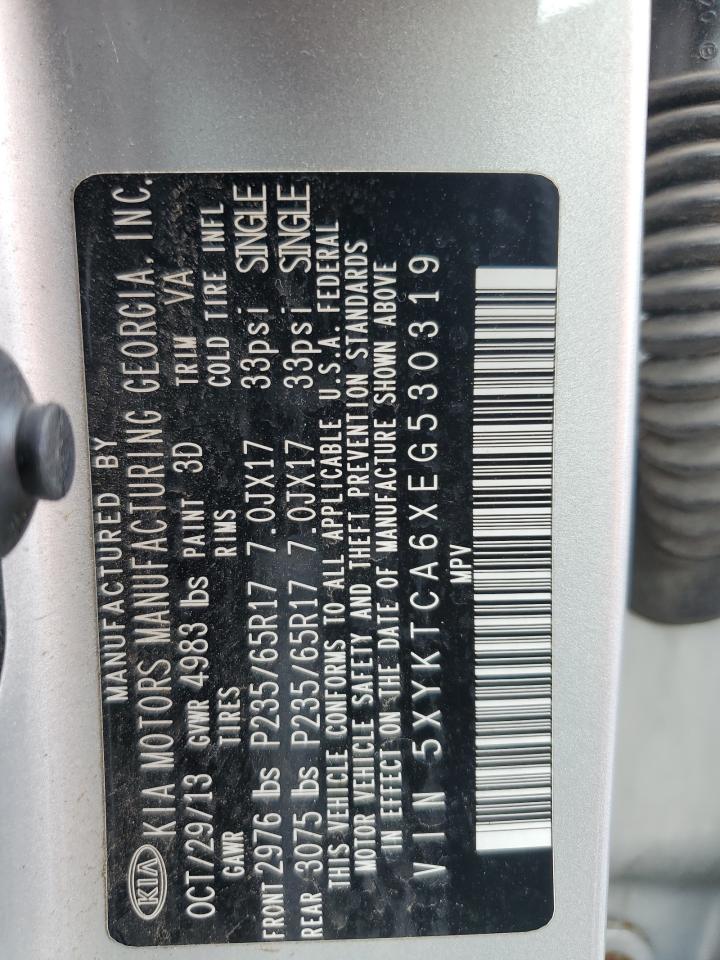 MANUFACTURED BY
KIA KIA MOTORS MANUFACTURING GEORGIA, INC.
OCT/29/13 GVWR 4983 lbs PAINT 3D TRIM VA
GAWR TIRES RIMS COLD TIRE INFL
FRONT 2976 lbs P235/65R17 7.0JX17 33psi SINGLE
REAR 3075 lbs P235/65R17 7.0JX17 33psi SINGLE
THIS VEHICLE CONFORMS TO ALL APPLICABLE U.S.A. FEDERAL
MOTOR VEHICLE SAFETY AND THEFT PREVENTION STANDARDS
IN EFFECT ON THE DATE OF MANUFACTURE SHOWN ABOVE
VIN 5XYKTCA6XEG530319
MPV